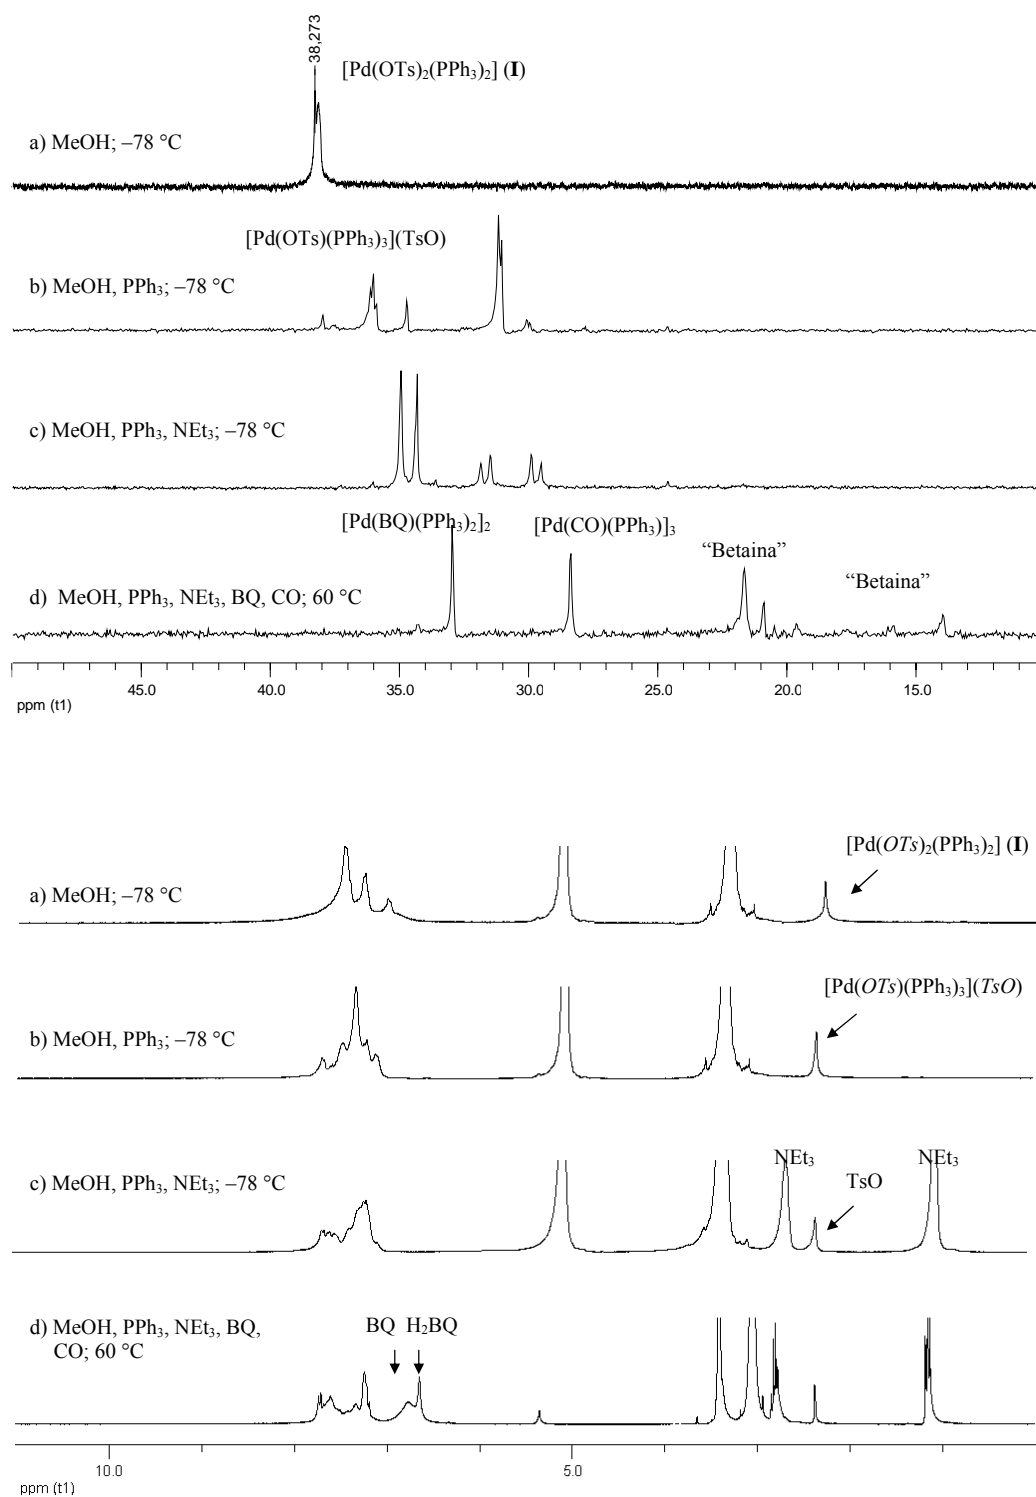 38,273
[Pd(OTs)₂(PPh₃)₂] (I)
a) MeOH; –78 °C
[Pd(OTs)(PPh₃)₃](TsO)
b) MeOH, PPh₃; –78 °C
c) MeOH, PPh₃, NEt₃; –78 °C
[Pd(BQ)(PPh₃)₂]₂
[Pd(CO)(PPh₃)]₃
“Betaina”
“Betaina”
d) MeOH, PPh₃, NEt₃, BQ, CO; 60 °C
45.0 40.0 35.0 30.0 25.0 20.0 15.0
ppm (t1)
[Pd(OTs)₂(PPh₃)₂] (I)
a) MeOH; –78 °C
[Pd(OTs)(PPh₃)₃](TsO)
b) MeOH, PPh₃; –78 °C
c) MeOH, PPh₃, NEt₃; –78 °C
NEt₃
TsO
NEt₃
d) MeOH, PPh₃, NEt₃, BQ,
CO; 60 °C
BQ H₂BQ
10.0 5.0
ppm (t1)